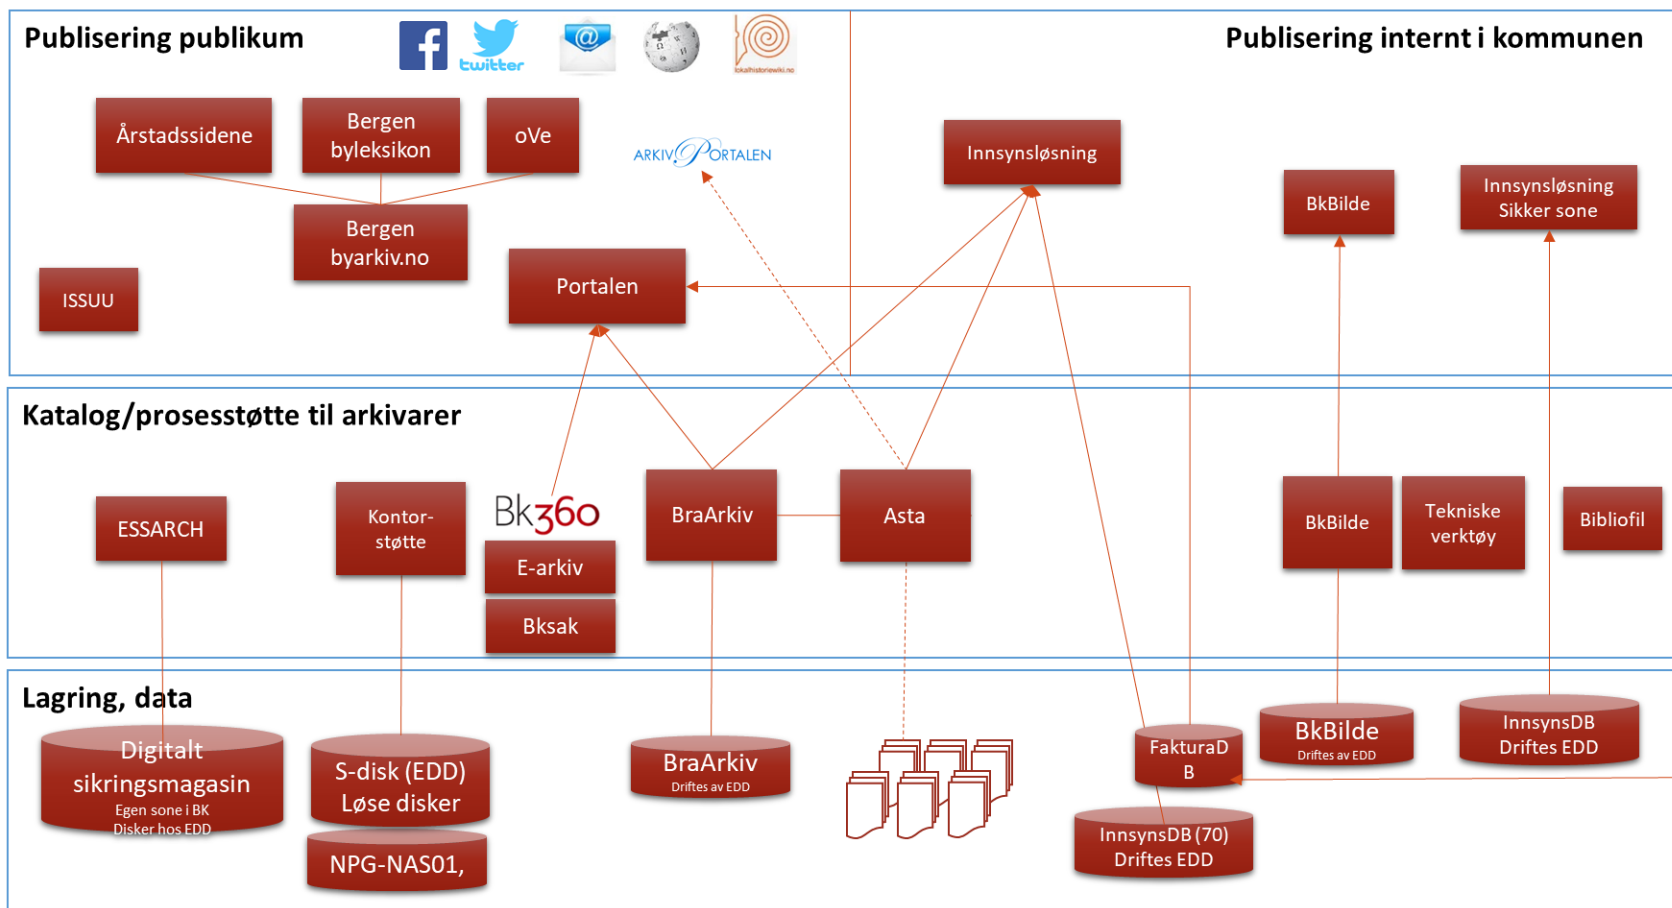 Publisering publikum
twitter
@
lokalhistoriewiki.no
Publisering internt i kommunen
Årstadssidene
Bergen
byleksikon
oVe
ARKIVPORTALEN
Innsynsløsning
BkBilde
Innsynsløsning
Sikker sone
Bergen
byarkiv.no
Portalen
ISSUU
Katalog/prosesstøtte til arkivarer
ESSARCH
Kontor-
støtte
Bk360
E-arkiv
Bksak
BraArkiv
Asta
BkBilde
Tekniske
verktøy
Bibliofil
Lagring, data
Digitalt
sikringsmagasin
Egen sone i BK
Disker hos EDD
S-disk (EDD)
Løse disker
NPG-NAS01,
BraArkiv
Driftes av EDD
FakturaD
B
InnsynsDB (70)
Driftes EDD
BkBilde
Driftes av EDD
InnsynsDB
Driftes EDD